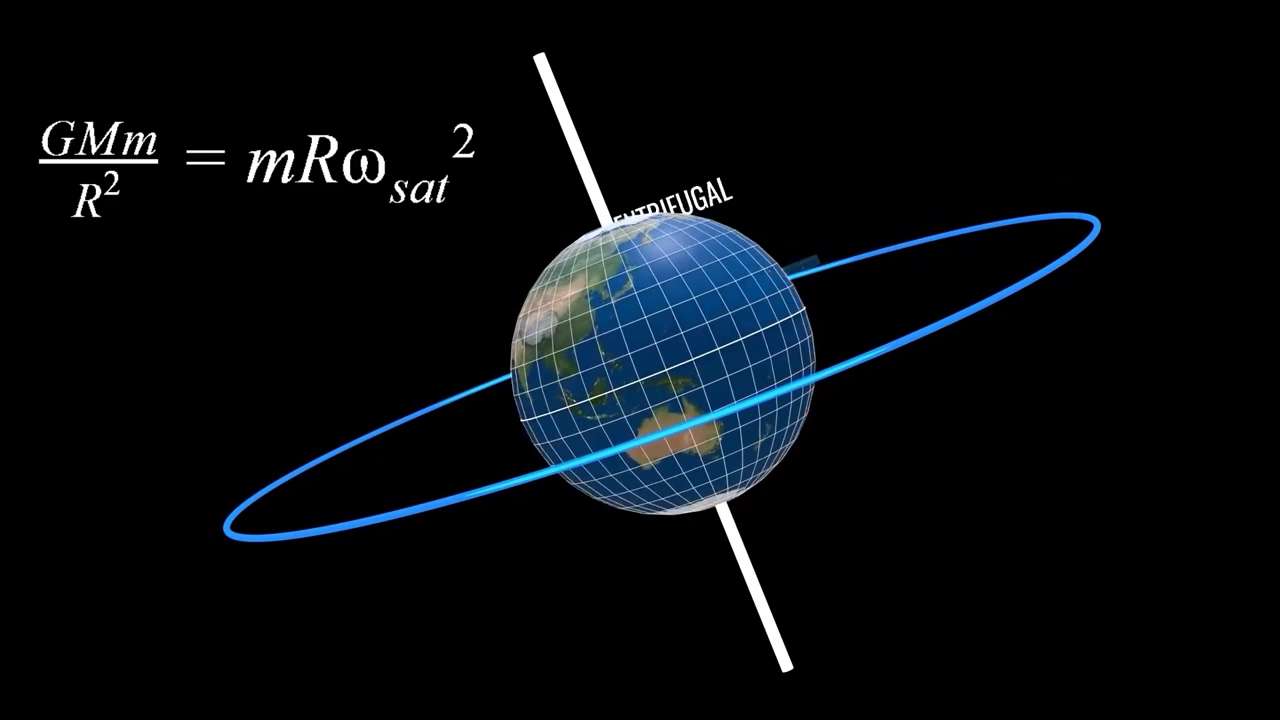 GMm / R² = mRω_sat²